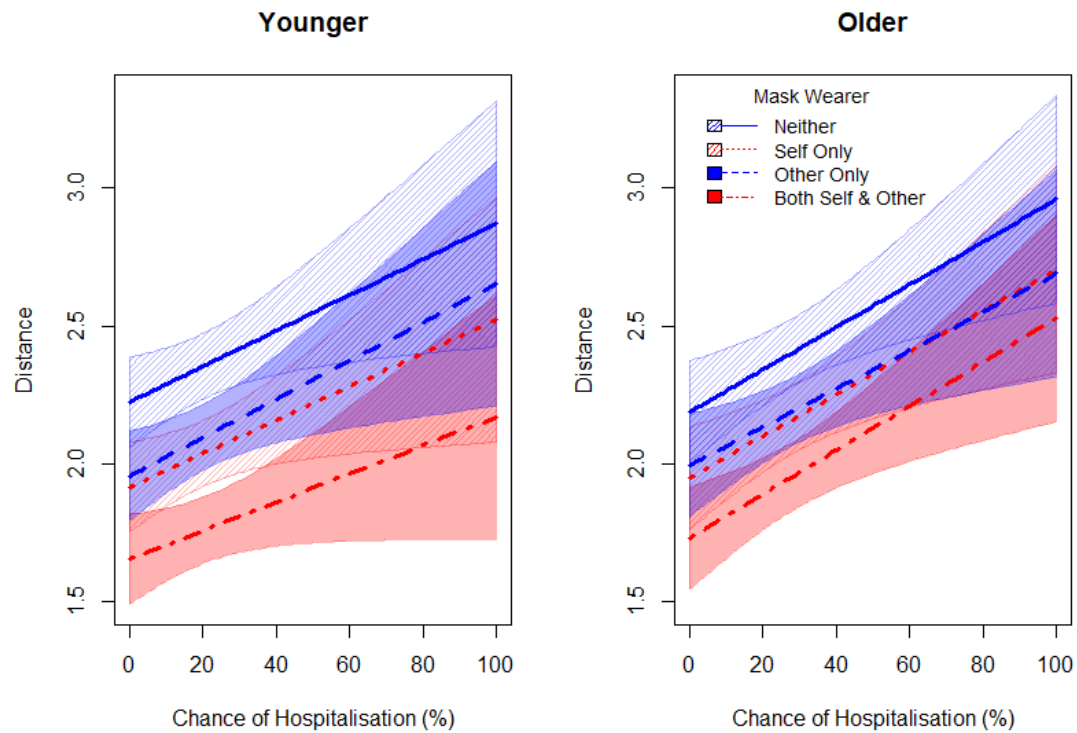 Younger
Distance
3.0
2.5
2.0
1.5
0 20 40 60 80 100
Chance of Hospitalisation (%)
Older
Mask Wearer
Neither
Self Only
Other Only
Both Self & Other
Distance
3.0
2.5
2.0
1.5
0 20 40 60 80 100
Chance of Hospitalisation (%)